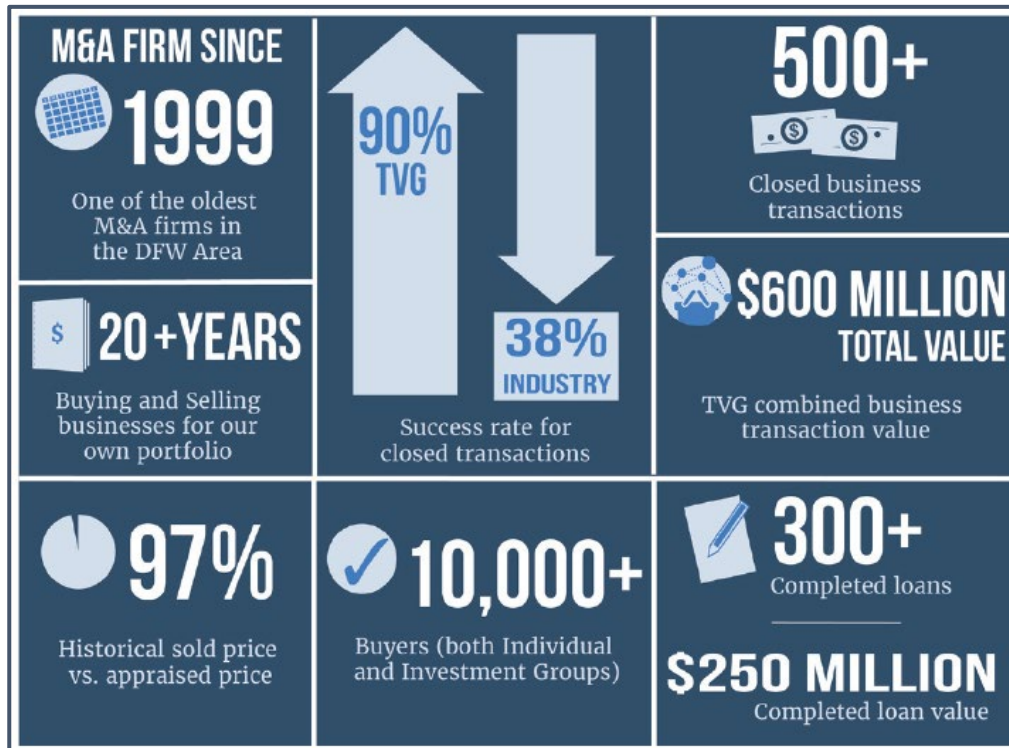 M&A FIRM SINCE
1999
One of the oldest
M&A firms in
the DFW Area
$
20+YEARS
Buying and Selling
businesses for our
own portfolio
90%
TVG
38%
INDUSTRY
Success rate for
closed transactions
500+
$ $
Closed business
transactions
$600 MILLION
TOTAL VALUE
TVG combined business
transaction value
97%
Historical sold price
vs. appraised price
10,000+
Buyers (both Individual
and Investment Groups)
300+
Completed loans
$250 MILLION
Completed loan value